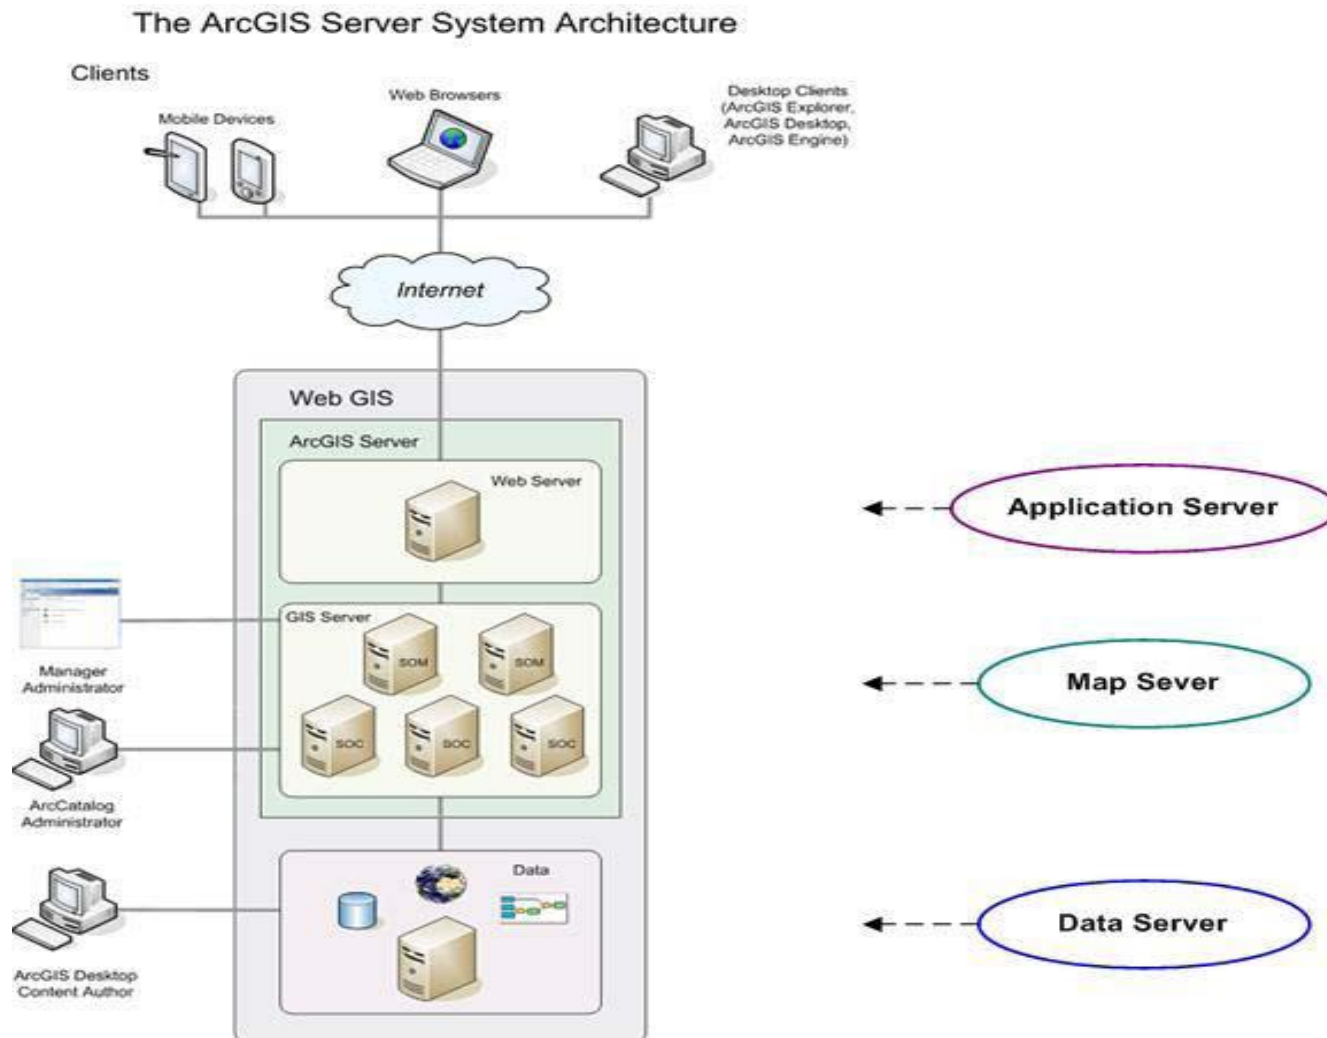 The ArcGIS Server System Architecture
Clients
Mobile Devices
Web Browsers
Desktop Clients
(ArcGIS Explorer,
ArcGIS Desktop,
ArcGIS Engine)
Internet
Web GIS
ArcGIS Server
Web Server
Application Server
GIS Server
SOM
SOM
SOC
SOC
SOC
Manager
Administrator
Map Sever
ArcCatalog
Administrator
Data
Data Server
ArcGIS Desktop
Content Author